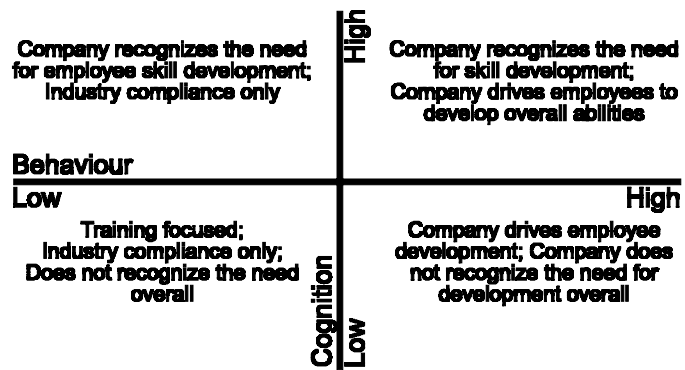 High
Company recognizes the need
for employee skill development;
Industry compliance only
Company recognizes the need
for skill development;
Company drives employees to
develop overall abilities
Behaviour
Low
High
Training focused;
Industry compliance only;
Does not recognize the need
overall
Company drives employee
development; Company does
not recognize the need for
development overall
Cognition
Low